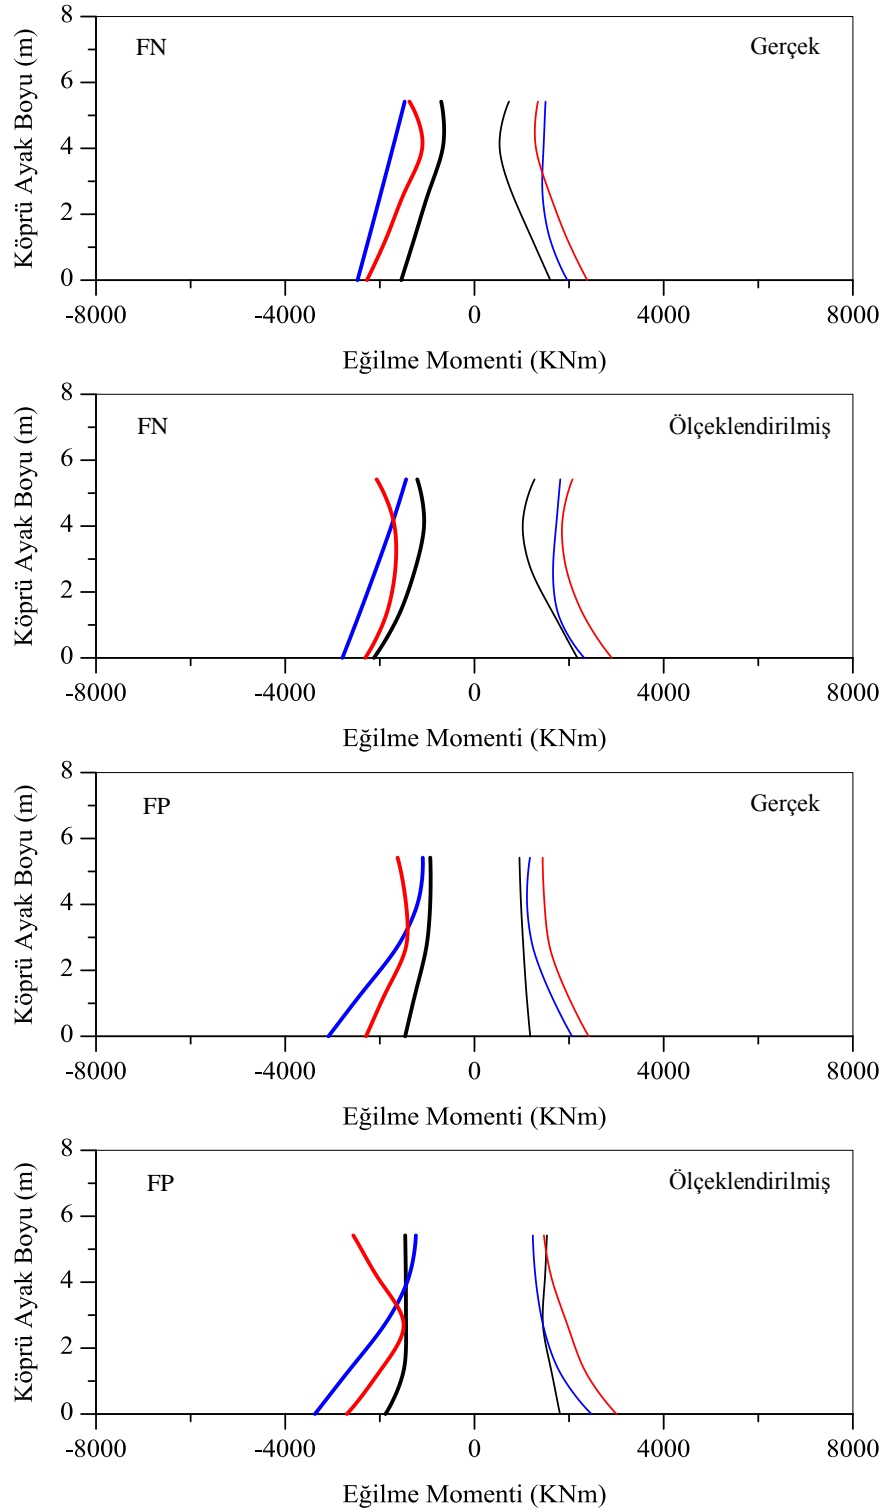 8
FN
Gerçek
6
4
2
0
Köprü Ayak Boyu (m)
-8000 -4000 0 4000 8000
Eğilme Momenti (KNm)
8
FN
Ölçeklendirilmiş
6
4
2
0
Köprü Ayak Boyu (m)
-8000 -4000 0 4000 8000
Eğilme Momenti (KNm)
8
FP
Gerçek
6
4
2
0
Köprü Ayak Boyu (m)
-8000 -4000 0 4000 8000
Eğilme Momenti (KNm)
8
FP
Ölçeklendirilmiş
6
4
2
0
Köprü Ayak Boyu (m)
-8000 -4000 0 4000 8000
Eğilme Momenti (KNm)